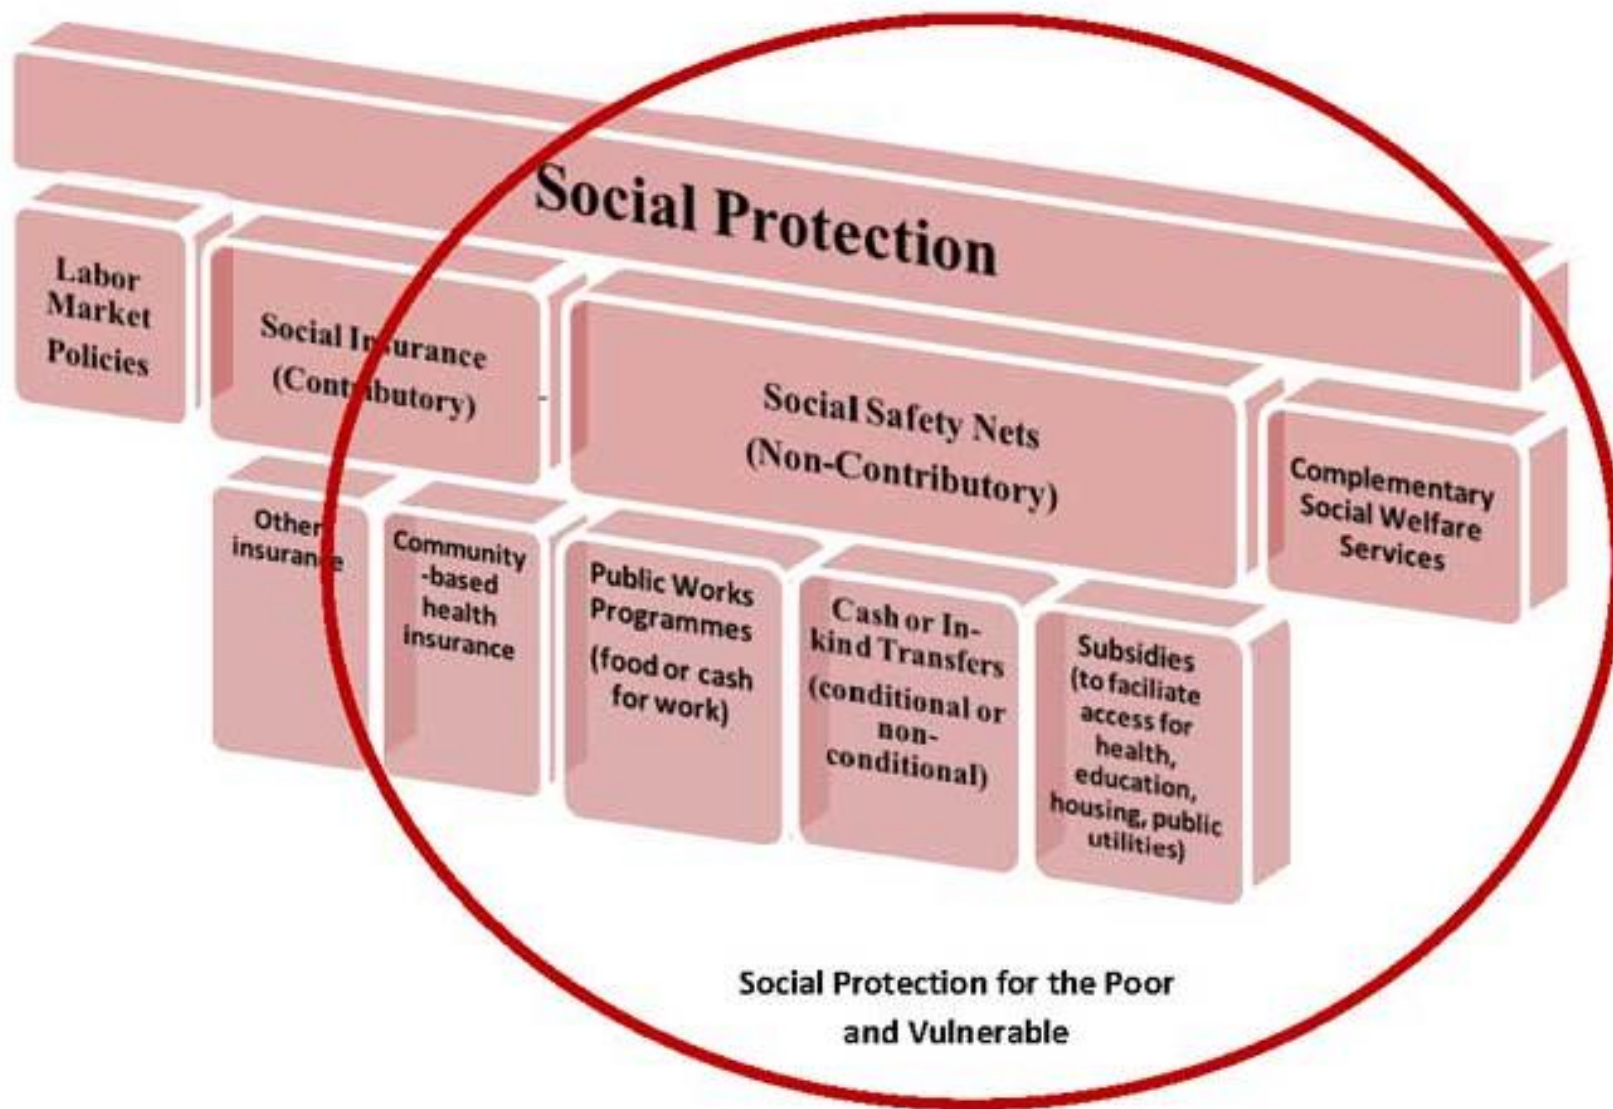 Social Protection
Labor
Market
Policies
Social Insurance
(Contributory)
-
Social Safety Nets
(Non-Contributory)
Complementary
Social Welfare
Services
Other
insurance
Community
-based
health
insurance
Public Works
Programmes
(food or cash
for work)
Cash or In-
kind Transfers
(conditional or
non-
conditional)
Subsidies
(to faciliate
access for
health,
education,
housing, public
utilities)
Social Protection for the Poor
and Vulnerable